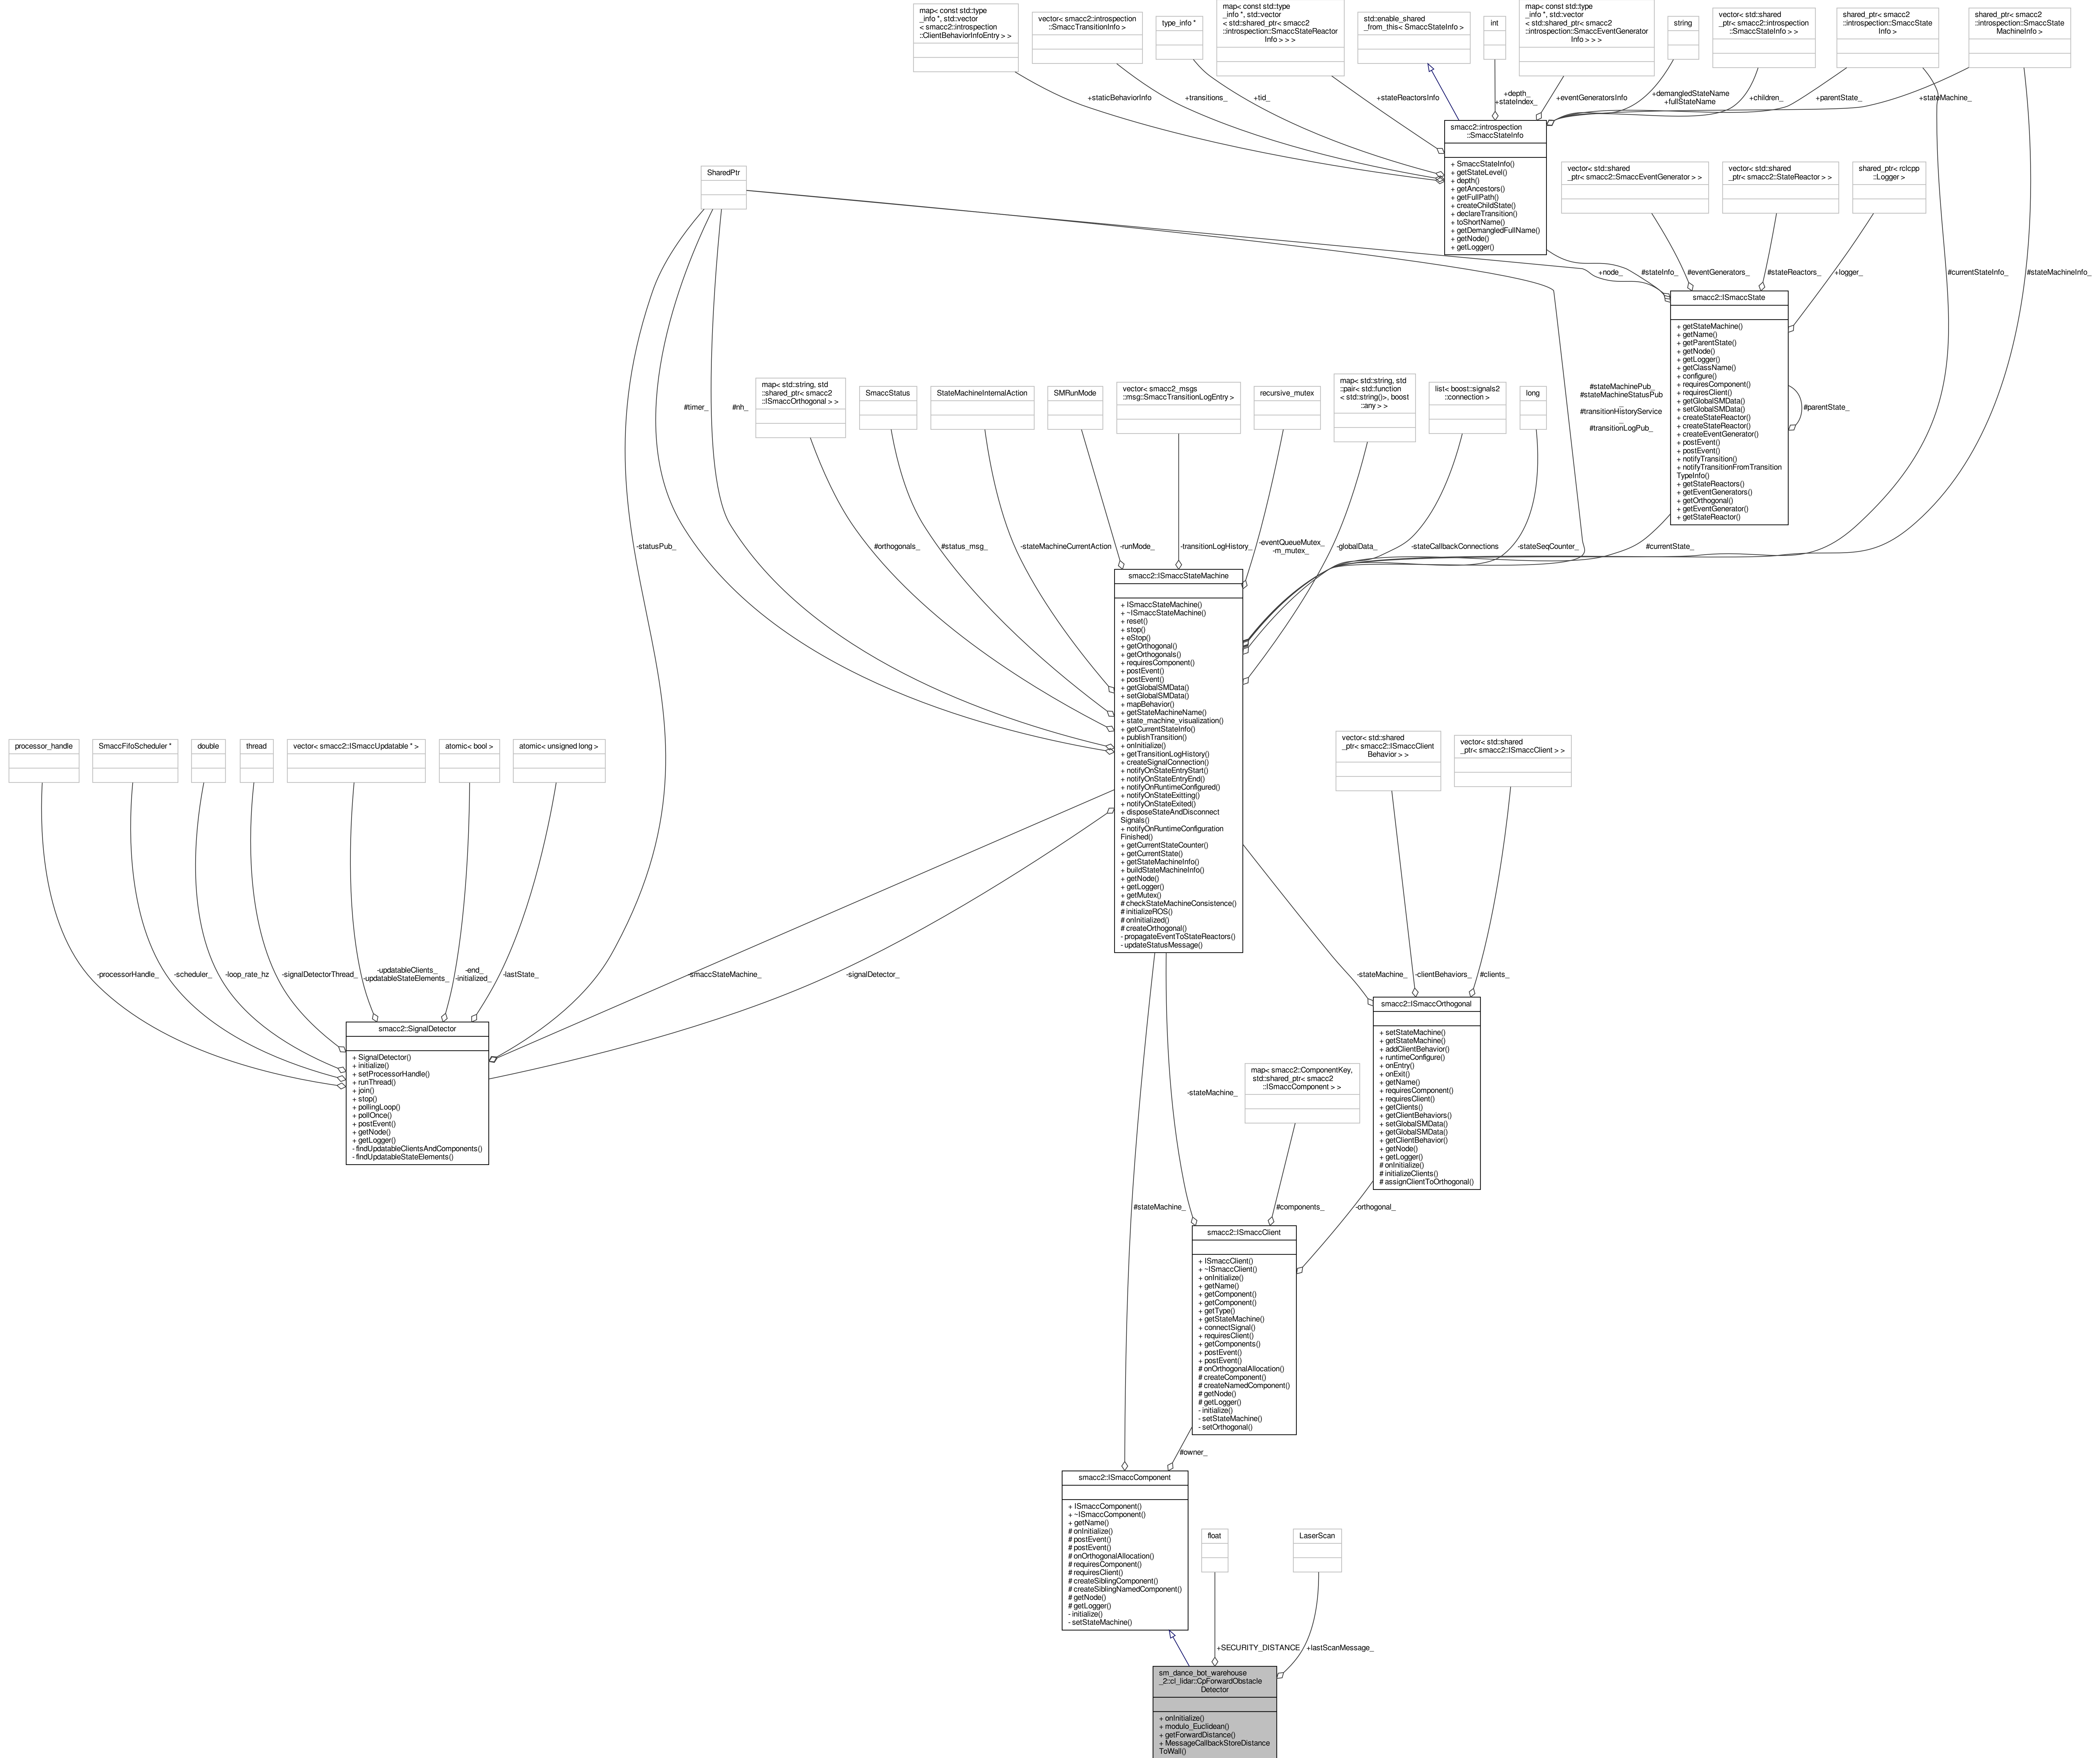 map< const std::type
_info *, std::vector
< smacc2::introspection
::ClientBehaviorInfoEntry > >
vector< smacc2::introspection
::SmaccTransitionInfo >
type_info *
map< const std::type
_info *, std::vector
< std::shared_ptr< smacc2
::introspection::SmaccStateReactor
Info > > >
std::enable_shared
_from_this< SmaccStateInfo >
int
map< const std::type
_info *, std::vector
< std::shared_ptr< smacc2
::introspection::SmaccEventGenerator
Info > > >
string
vector< std::shared
_ptr< smacc2::introspection
::SmaccStateInfo > >
shared_ptr< smacc2
::introspection::SmaccState
Info >
shared_ptr< smacc2
::introspection::SmaccState
MachineInfo >
+staticBehaviorInfo
+transitions_
+tid_
+stateReactorsInfo
+depth_
+stateIndex_
+eventGeneratorsInfo
+demangledStateName
+fullStateName
+children_
+parentState_
+stateMachine_
smacc2::introspection
::SmaccStateInfo
+ SmaccStateInfo()
+ getStateLevel()
+ depth()
+ getAncestors()
+ getFullPath()
+ createChildState()
+ declareTransition()
+ toShortName()
+ getDemangledFullName()
+ getNode()
+ getLogger()
SharedPtr
vector< std::shared
_ptr< smacc2::SmaccEventGenerator > >
vector< std::shared
_ptr< smacc2::StateReactor > >
shared_ptr< rclcpp
::Logger >
+node_
#stateInfo_
#eventGenerators_
#stateReactors_
+logger_
#currentStateInfo_
#stateMachineInfo_
smacc2::ISmaccState
+ getStateMachine()
+ getName()
+ getParentState()
+ getNode()
+ getLogger()
+ getClassName()
+ configure()
+ requiresComponent()
+ requiresClient()
+ getGlobalSMData()
+ setGlobalSMData()
+ createStateReactor()
+ createStateReactor()
+ createEventGenerator()
+ postEvent()
+ postEvent()
+ notifyTransition()
+ notifyTransitionFromTransition
TypeInfo()
+ getStateReactors()
+ getEventGenerators()
+ getOrthogonal()
+ getEventGenerator()
+ getStateReactor()
#parentState_
#timer_
#nh_
map< std::string, std
::shared_ptr< smacc2
::ISmaccOrthogonal > >
SmaccStatus
StateMachineInternalAction
SMRunMode
vector< smacc2_msgs
::msg::SmaccTransitionLogEntry >
recursive_mutex
map< std::string, std
::pair< std::function
< std::string()>, boost
::any > >
list< boost::signals2
::connection >
long
#stateMachinePub_
#stateMachineStatusPub
_
#transitionHistoryService
_
#transitionLogPub_
-statusPub_
#orthogonals_
#status_msg_
-stateMachineCurrentAction
-runMode_
-transitionLogHistory_
-eventQueueMutex_
-m_mutex_
-globalData_
-stateCallbackConnections
-stateSeqCounter_
#currentState_
smacc2::ISmaccStateMachine
+ ISmaccStateMachine()
+ ~ISmaccStateMachine()
+ reset()
+ stop()
+ eStop()
+ getOrthogonal()
+ getOrthogonals()
+ requiresComponent()
+ postEvent()
+ postEvent()
+ getGlobalSMData()
+ setGlobalSMData()
+ mapBehavior()
+ getStateMachineName()
+ state_machine_visualization()
+ getCurrentStateInfo()
+ publishTransition()
+ onInitialize()
+ getTransitionLogHistory()
+ createSignalConnection()
+ notifyOnStateEntryStart()
+ notifyOnStateEntryEnd()
+ notifyOnRuntimeConfigured()
+ notifyOnStateExitting()
+ notifyOnStateExited()
+ disposeStateAndDisconnect
Signals()
+ notifyOnRuntimeConfiguration
Finished()
+ getCurrentStateCounter()
+ getCurrentState()
+ getStateMachineInfo()
+ buildStateMachineInfo()
+ getNode()
+ getLogger()
+ getMutex()
# checkStateMachineConsistence()
# initializeROS()
# onInitialized()
# createOrthogonal()
- propagateEventToStateReactors()
- updateStatusMessage()
processor_handle
SmaccFifoScheduler *
double
thread
vector< smacc2::ISmaccUpdatable * >
atomic< bool >
atomic< unsigned long >
vector< std::shared
_ptr< smacc2::ISmaccClient
Behavior > >
vector< std::shared
_ptr< smacc2::ISmaccClient > >
-processorHandle_
-scheduler_
-loop_rate_hz
-signalDetectorThread_
-updatableClients_
-updatableStateElements_
-end_
-initialized_
-lastState_
-smaccStateMachine_
-signalDetector_
-stateMachine_
-clientBehaviors_
#clients_
smacc2::SignalDetector
+ SignalDetector()
+ initialize()
+ setProcessorHandle()
+ runThread()
+ join()
+ stop()
+ pollingLoop()
+ pollOnce()
+ postEvent()
+ getNode()
+ getLogger()
- findUpdatableClientsAndComponents()
- findUpdatableStateElements()
smacc2::ISmaccOrthogonal
+ setStateMachine()
+ getStateMachine()
+ addClientBehavior()
+ runtimeConfigure()
+ onEntry()
+ onExit()
+ getName()
+ requiresComponent()
+ requiresClient()
+ getClients()
+ getClientBehaviors()
+ setGlobalSMData()
+ getGlobalSMData()
+ getClientBehavior()
+ getNode()
+ getLogger()
# onInitialize()
# initializeClients()
# assignClientToOrthogonal()
map< smacc2::ComponentKey,
std::shared_ptr< smacc2
::ISmaccComponent > >
-stateMachine_
#stateMachine_
#components_
-orthogonal_
smacc2::ISmaccClient
+ ISmaccClient()
+ ~ISmaccClient()
+ onInitialize()
+ getName()
+ getComponent()
+ getComponent()
+ getType()
+ getStateMachine()
+ connectSignal()
+ requiresClient()
+ getComponents()
+ postEvent()
+ postEvent()
# onOrthogonalAllocation()
# createComponent()
# createNamedComponent()
# getNode()
# getLogger()
- initialize()
- setStateMachine()
- setOrthogonal()
#owner_
smacc2::ISmaccComponent
+ ISmaccComponent()
+ ~ISmaccComponent()
+ getName()
# onInitialize()
# postEvent()
# postEvent()
# onOrthogonalAllocation()
# requiresComponent()
# requiresClient()
# createSiblingComponent()
# createSiblingNamedComponent()
# getNode()
# getLogger()
- initialize()
- setStateMachine()
float
LaserScan
+SECURITY_DISTANCE
+lastScanMessage_
sm_dance_bot_warehouse
_2::cl_lidar::CpForwardObstacle
Detector
+ onInitialize()
+ modulo_Euclidean()
+ getForwardDistance()
+ MessageCallbackStoreDistance
ToWall()